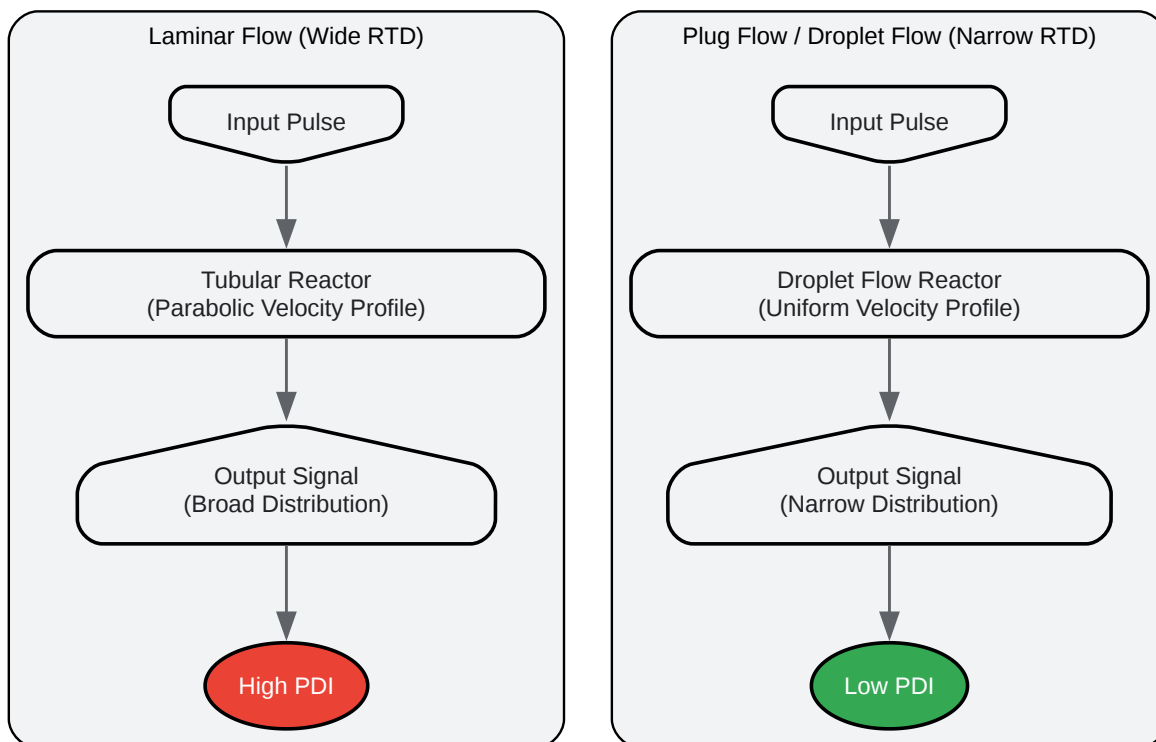 Laminar Flow (Wide RTD)
Input Pulse
Tubular Reactor
(Parabolic Velocity Profile)
Output Signal
(Broad Distribution)
High PDI
Plug Flow / Droplet Flow (Narrow RTD)
Input Pulse
Droplet Flow Reactor
(Uniform Velocity Profile)
Output Signal
(Narrow Distribution)
Low PDI